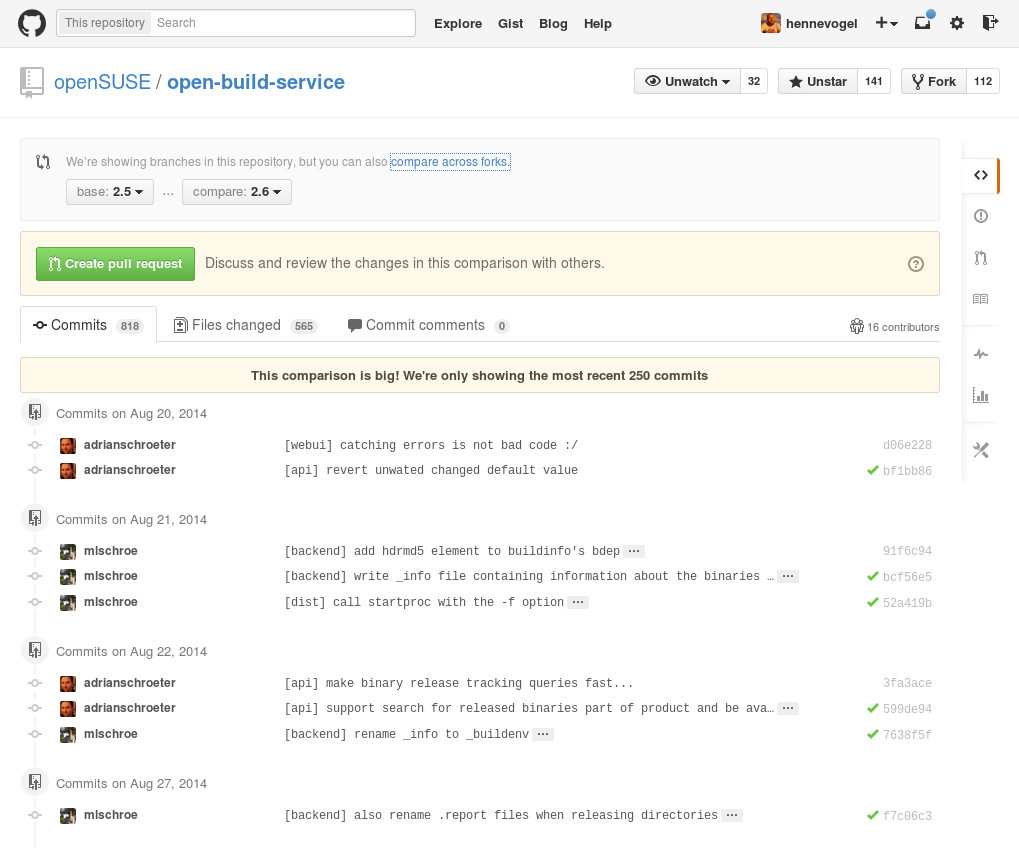 This repository Search Explore Gist Blog Help hennevogel
openSUSE / open-build-service Unwatch 32 Unstar 141 Fork 112
We're showing branches in this repository, but you can also compare across forks.
base: 2.5 ... compare: 2.6
Create pull request Discuss and review the changes in this comparison with others.
Commits 818 Files changed 565 Commit comments 0 16 contributors
This comparison is big! We're only showing the most recent 250 commits
Commits on Aug 20, 2014
adrianschroeter [webui] catching errors is not bad code :/ d06e228
adrianschroeter [api] revert unwated changed default value bf1bb86
Commits on Aug 21, 2014
mlschroe [backend] add hdrmd5 element to buildinfo's bdep ... 91f6c94
mlschroe [backend] write _info file containing information about the binaries … ... bcf56e5
mlschroe [dist] call startproc with the -f option ... 52a419b
Commits on Aug 22, 2014
adrianschroeter [api] make binary release tracking queries fast... 3fa3ace
adrianschroeter [api] support search for released binaries part of product and be ava… ... 599de94
mlschroe [backend] rename _info to _buildenv ... 7638f5f
Commits on Aug 27, 2014
mlschroe [backend] also rename .report files when releasing directories ... f7c06c3